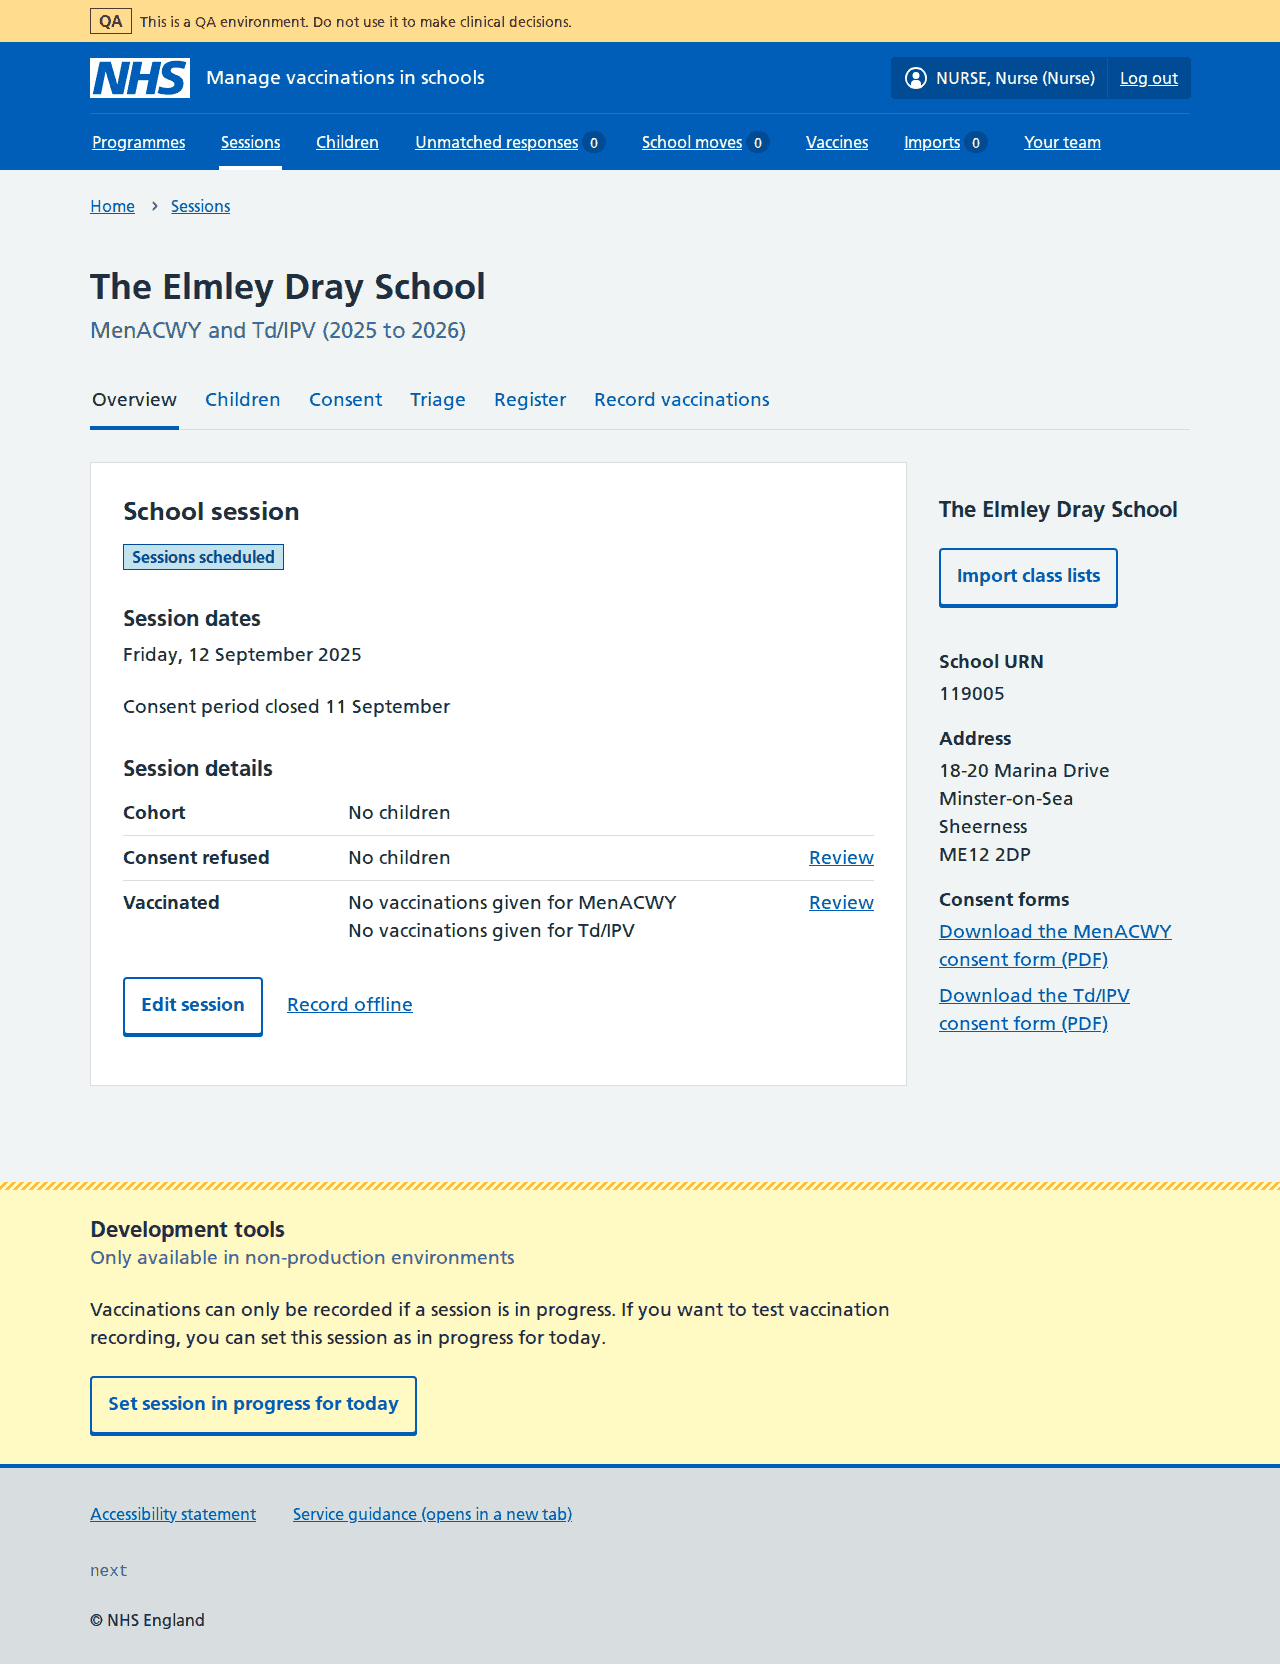 QA This is a QA environment. Do not use it to make clinical decisions.
NHS Manage vaccinations in schools NURSE, Nurse (Nurse) Log out
Programmes Sessions Children Unmatched responses 0 School moves 0 Vaccines Imports 0 Your team
Home Sessions
The Elmley Dray School
MenACWY and Td/IPV (2025 to 2026)
Overview Children Consent Triage Register Record vaccinations
School session
Sessions scheduled
Session dates
Friday, 12 September 2025
Consent period closed 11 September
Session details
Cohort No children
Consent refused No children Review
Vaccinated No vaccinations given for MenACWY Review
No vaccinations given for Td/IPV
Edit session Record offline
The Elmley Dray School
Import class lists
School URN
119005
Address
18-20 Marina Drive
Minster-on-Sea
Sheerness
ME12 2DP
Consent forms
Download the MenACWY
consent form (PDF)
Download the Td/IPV
consent form (PDF)
Development tools
Only available in non-production environments
Vaccinations can only be recorded if a session is in progress. If you want to test vaccination
recording, you can set this session as in progress for today.
Set session in progress for today
Accessibility statement Service guidance (opens in a new tab)
next
© NHS England